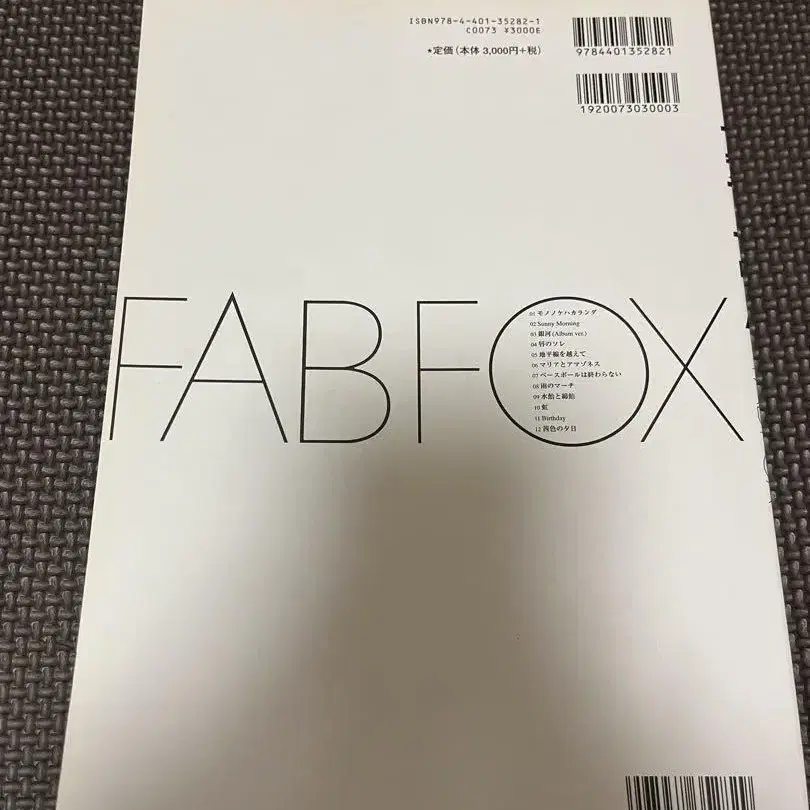 ISBN978-4-401-35282-1
C0073 ¥3000E
*定価(本体 3,000円+税)
9784401352821
1920073030003
FABFOX
01 モノノケハカランダ
02 Sunny Morning
03 銀河 (Album ver.)
04 唇のソレ
05 地平線を越えて
06 マリアとアマゾネス
07 ベースボールは終わらない
08 雨のマーチ
09 水飴と綿飴
10 虹
11 Birthday
12 茜色の夕日